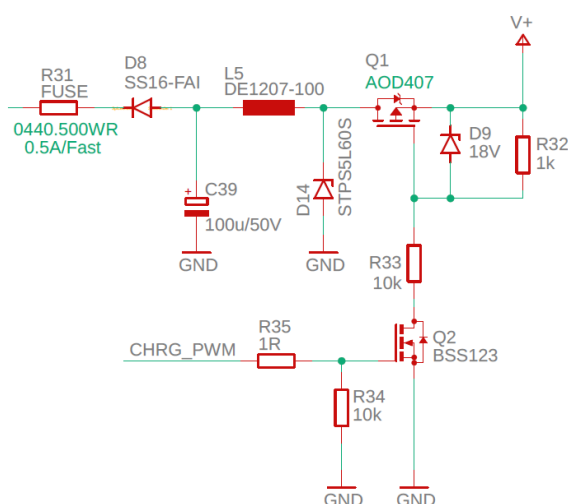 V+
Q1
AOD407
D8
SS16-FAI
L5
DE1207-100
R31
FUSE
0440.500WR
0.5A/Fast
D9
18V
R32
1k
D14
STPS5L60S
+
C39
100u/50V
GND
GND
R33
10k
R35
1R
CHRG_PWM
Q2
BSS123
R34
10k
GND
GND